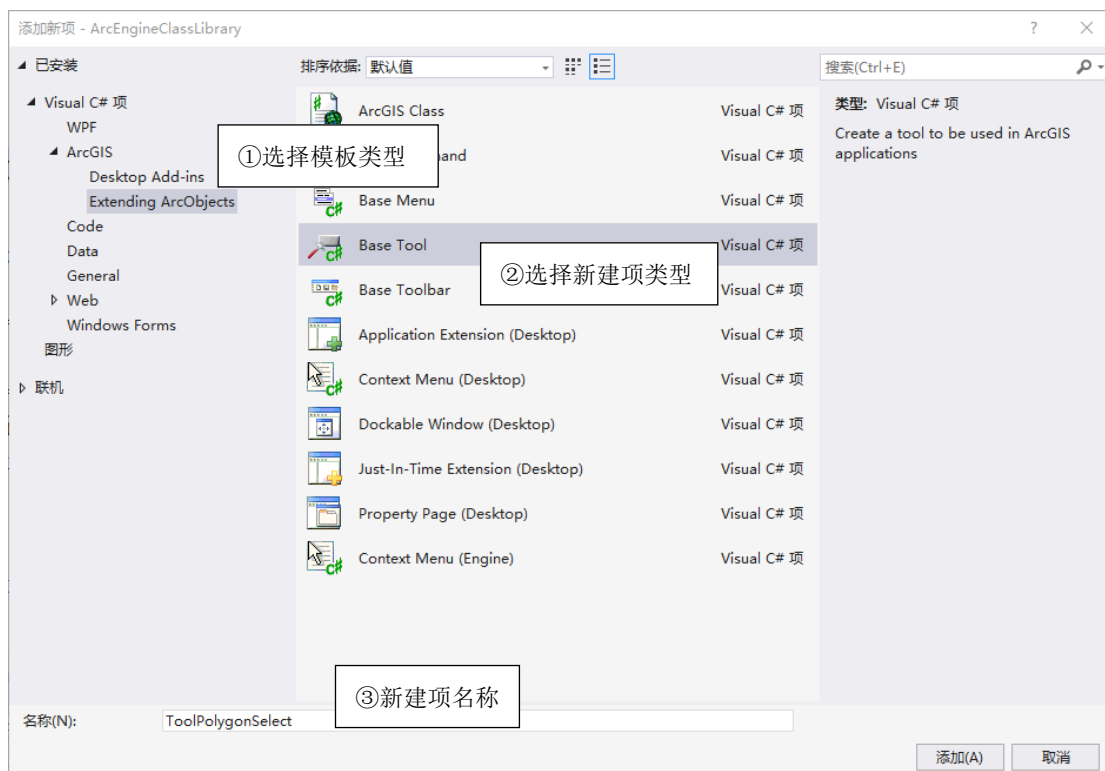 添加新项 - ArcEngineClassLibrary
?
已安装
排序依据: 默认值
搜索(Ctrl+E)
Visual C# 项
WPF
ArcGIS
Desktop Add-ins
Extending ArcObjects
Code
Data
General
Web
Windows Forms
图形
联机
ArcGIS Class Visual C# 项
and Visual C# 项
Base Menu Visual C# 项
Base Tool Visual C# 项
Base Toolbar Visual C# 项
Application Extension (Desktop) Visual C# 项
Context Menu (Desktop) Visual C# 项
Dockable Window (Desktop) Visual C# 项
Just-In-Time Extension (Desktop) Visual C# 项
Property Page (Desktop) Visual C# 项
Context Menu (Engine) Visual C# 项
①选择模板类型
②选择新建项类型
③新建项名称
类型: Visual C# 项
Create a tool to be used in ArcGIS
applications
名称(N): ToolPolygonSelect
添加(A) 取消